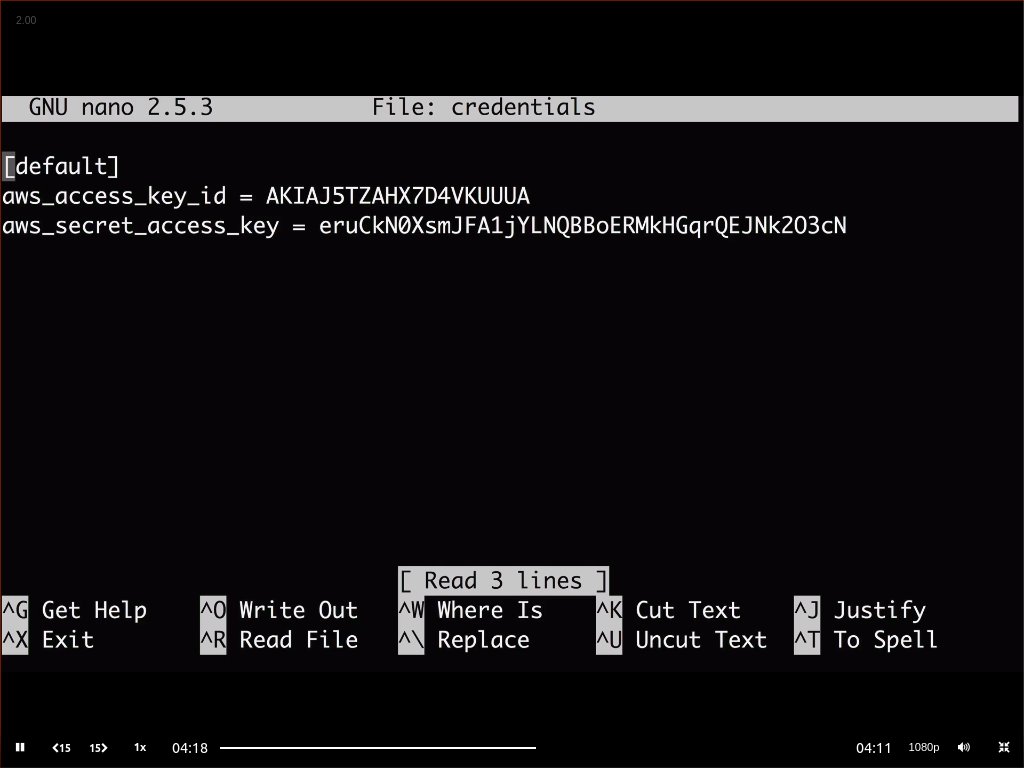 2.00
GNU nano 2.5.3 File: credentials
[default]
aws_access_key_id = AKIAJ5TZAHX7D4VKUUUA
aws_secret_access_key = eruCkN0XsmJFA1jYLNQBBoERMkHGqrQEJNk2O3cN
[ Read 3 lines ]
^G Get Help ^O Write Out ^W Where Is ^K Cut Text ^J Justify
^X Exit ^R Read File ^\ Replace ^U Uncut Text ^T To Spell
15 15 1x 04:18 04:11 1080p